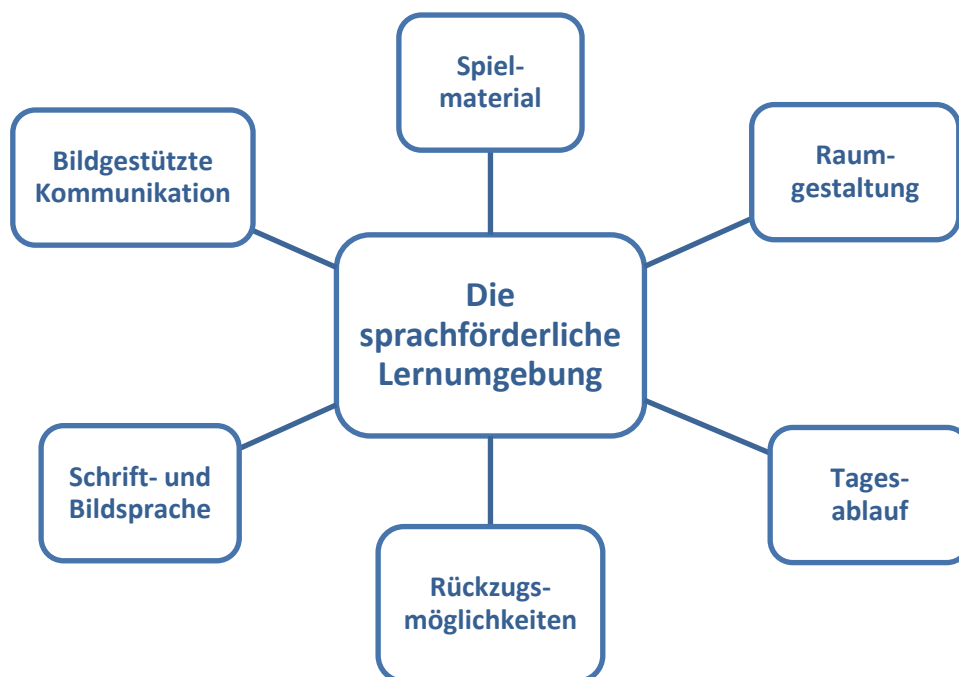 Spiel-
material
Bildgestützte
Kommunikation
Raum-
gestaltung
Die
sprachförderliche
Lernumgebung
Schrift- und
Bildsprache
Tages-
ablauf
Rückzugs-
möglichkeiten